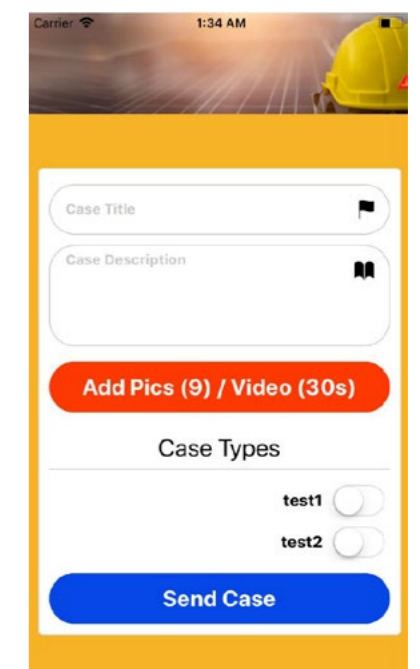 Carrier 1:34 AM
Case Title
Case Description
Add Pics (9) / Video (30s)
Case Types
test1
test2
Send Case